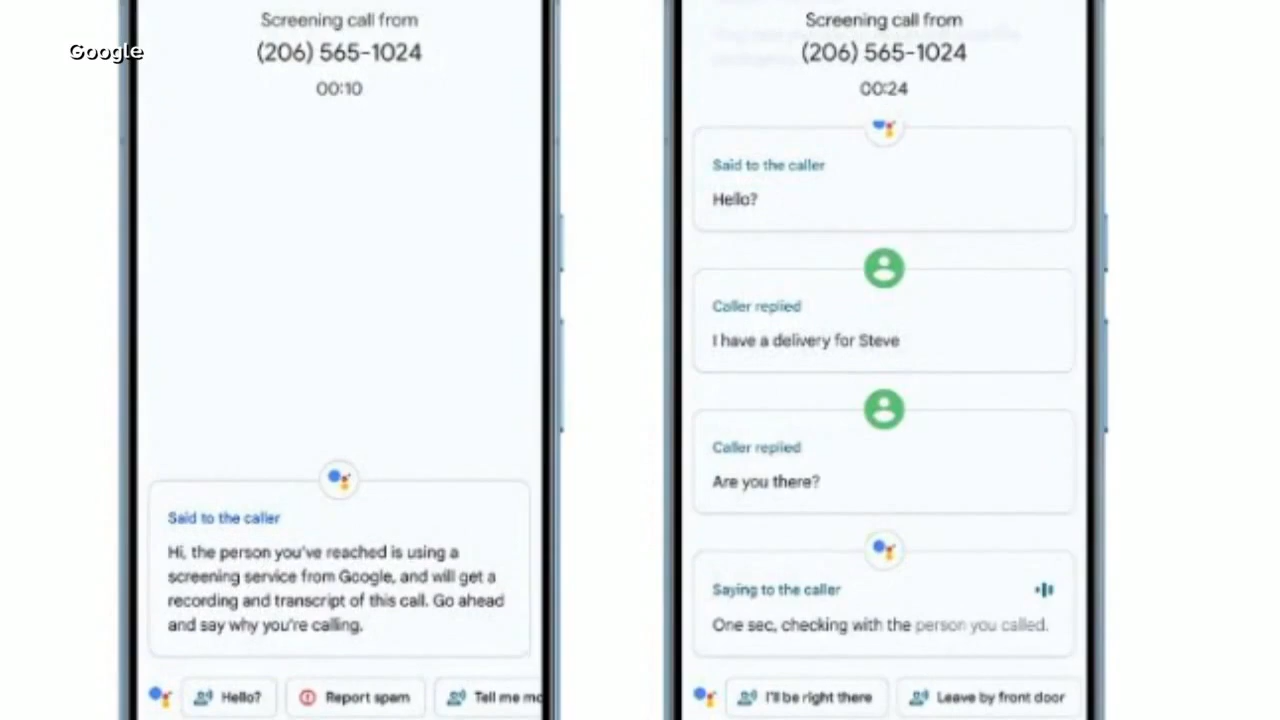 Google
Screening call from
(206) 565-1024
00:10
Said to the caller
Hi, the person you've reached is using a
screening service from Google, and will get a
recording and transcript of this call. Go ahead
and say why you're calling.
Hello?
Report spam
Tell me mo
Screening call from
(206) 565-1024
00:24
Said to the caller
Hello?
Caller replied
I have a delivery for Steve
Caller replied
Are you there?
Saying to the caller
One sec, checking with the person you called.
I'll be right there
Leave by front door